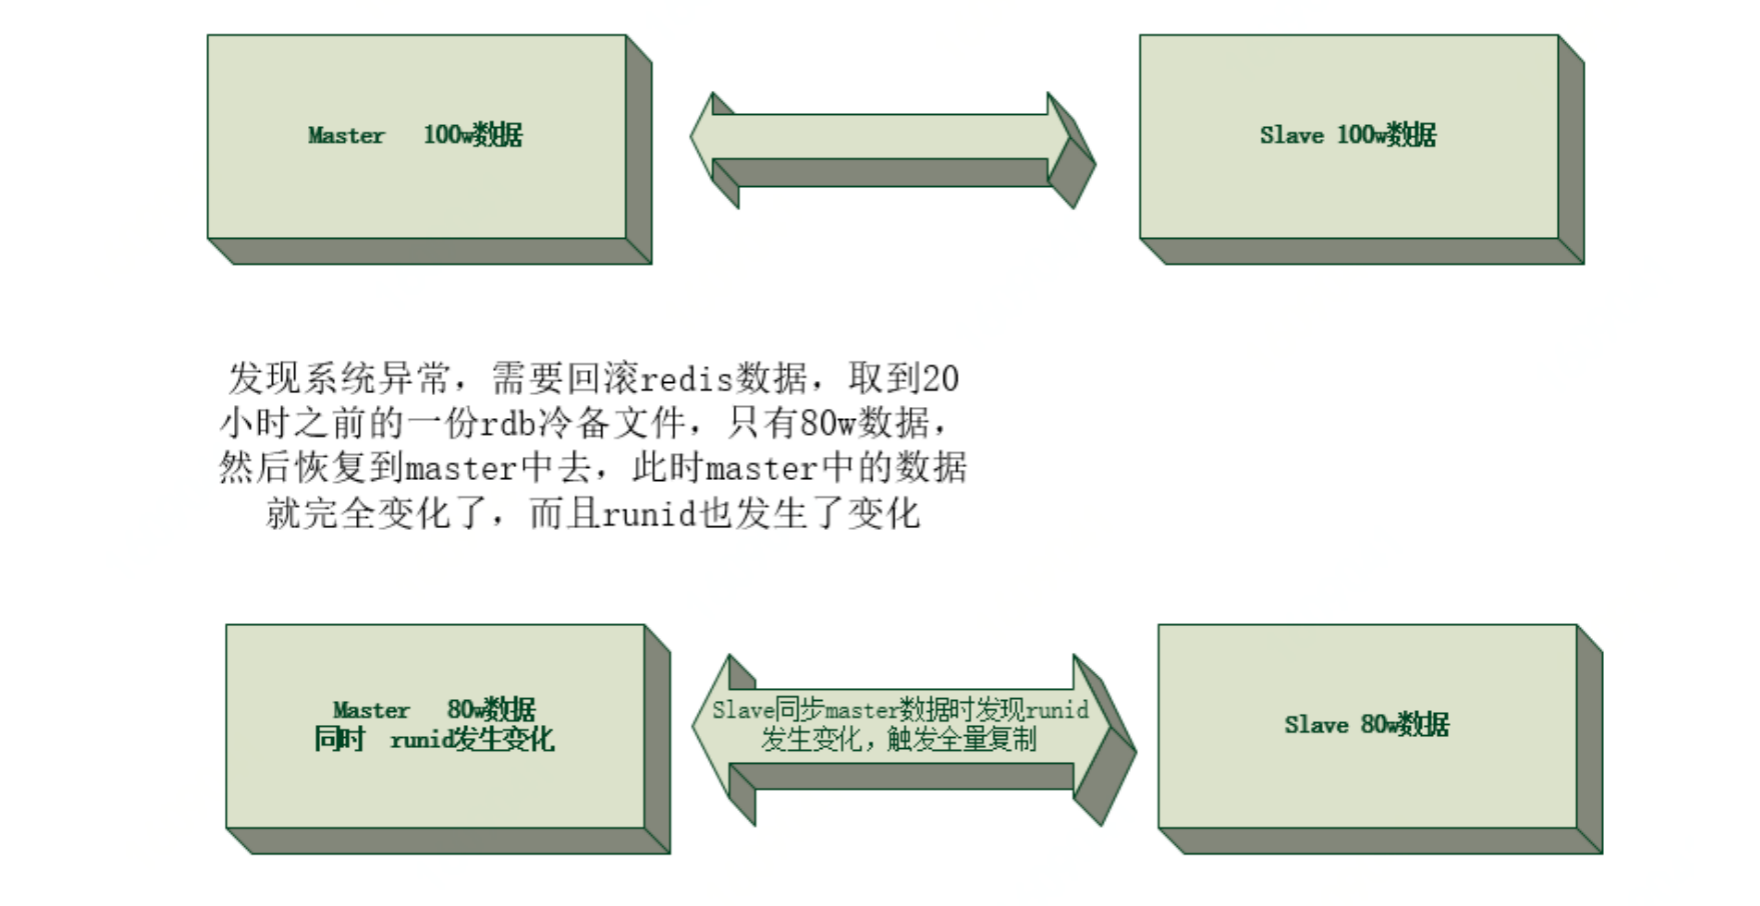 Master 100w数据
Slave 100w数据
发现系统异常，需要回滚redis数据，取到20
小时之前的一份rdb冷备文件，只有80w数据，
然后恢复到master中去，此时master中的数据
就完全变化了，而且runid也发生了变化
Master 80w数据
同时 runid发生变化
Slave同步master数据时发现runid
发生变化，触发全量复制
Slave 80w数据